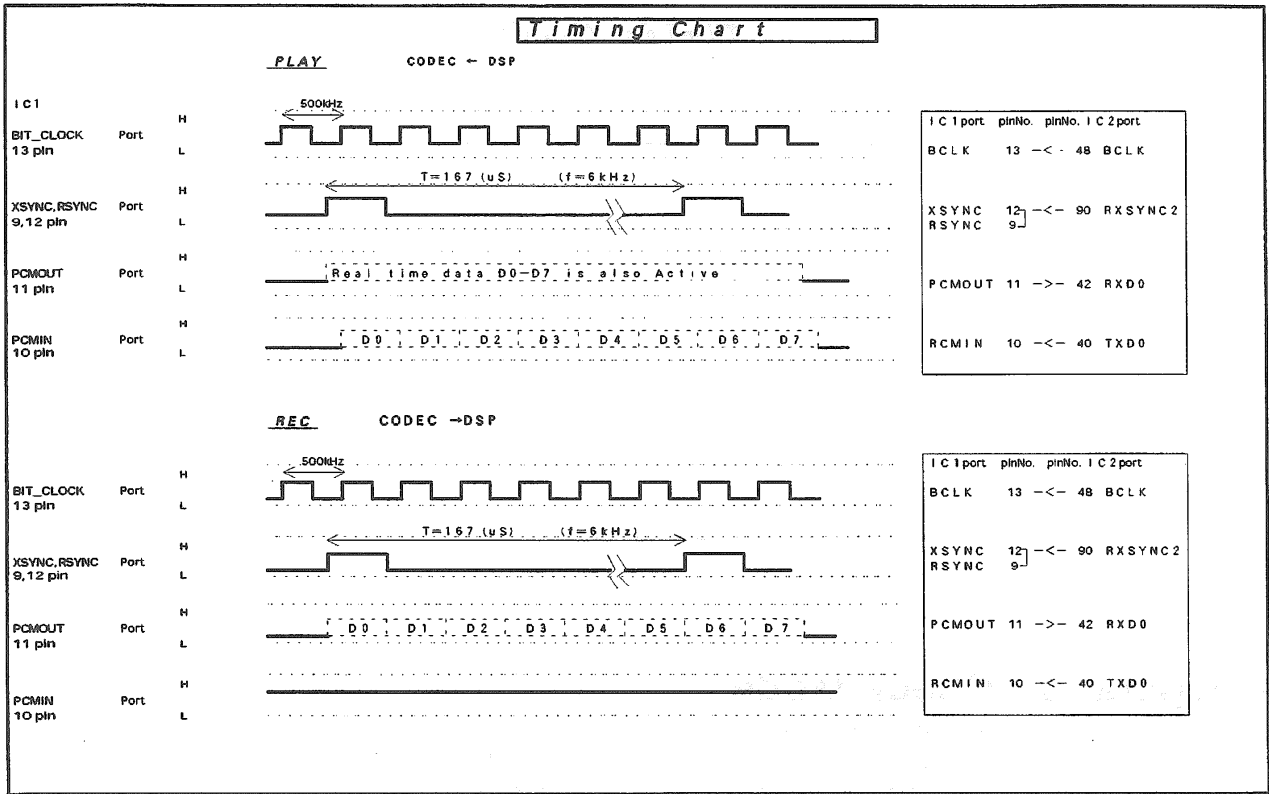 Timing Chart
PLAY CODEC ← DSP
IC1
500kHz
H
BIT_CLOCK Port
13 pin L
T=167 (uS) (f=6kHz)
H
XSYNC,RSYNC Port
9,12 pin L
H
PCMOUT Port Real time data D0-D7 is also Active
11 pin L
H
PCMIN Port D0 D1 D2 D3 D4 D5 D6 D7
10 pin L
IC1port pinNo. pinNo. IC2port
BCLK 13 -<- 48 BCLK
XSYNC 12 -<- 90 RXSYNC2
RSYNC 9
PCMOUT 11 ->- 42 RXD0
RCMIN 10 -<- 40 TXD0
REC CODEC →DSP
500kHz
H
BIT_CLOCK Port
13 pin L
T=167 (uS) (f=6kHz)
H
XSYNC,RSYNC Port
9,12 pin L
H
PCMOUT Port D0 D1 D2 D3 D4 D5 D6 D7
11 pin L
H
PCMIN Port
10 pin L
IC1port pinNo. pinNo. IC2port
BCLK 13 -<- 48 BCLK
XSYNC 12 -<- 90 RXSYNC2
RSYNC 9
PCMOUT 11 ->- 42 RXD0
RCMIN 10 -<- 40 TXD0